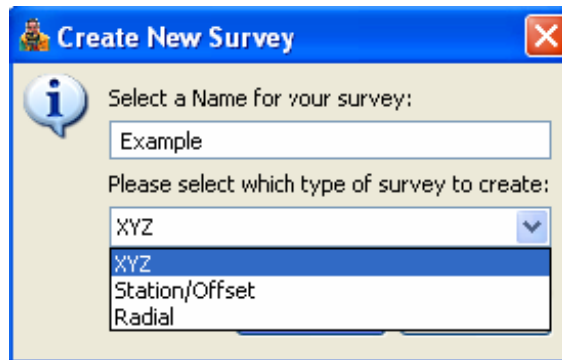 Create New Survey
Select a Name for your survey:
Example
Please select which type of survey to create:
XYZ
XYZ
Station/Offset
Radial